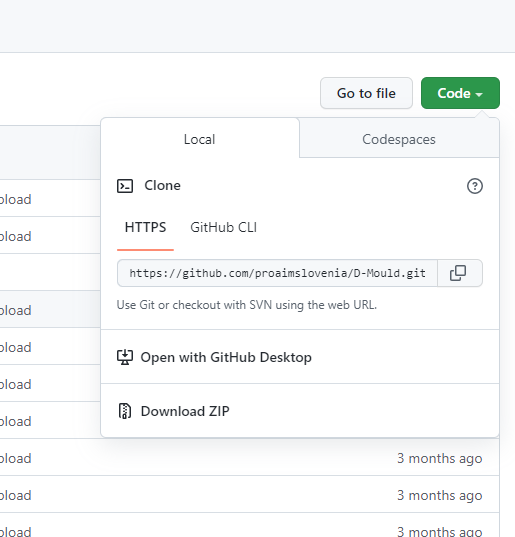 Go to file
Code
Local
Codespaces
Clone
HTTPS
GitHub CLI
https://github.com/proaimslovenia/D-Mould.git
Use Git or checkout with SVN using the web URL.
Open with GitHub Desktop
Download ZIP
pload
pload
pload
pload
pload
pload
pload 3 months ago
pload 3 months ago
pload 3 months ago